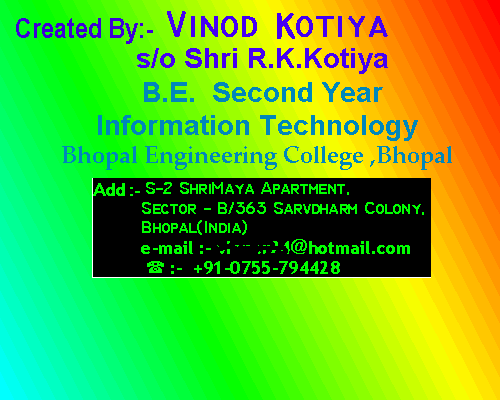 Created By:- Vinod Kotiya
s/o Shri R.K.Kotiya
B.E. Second Year
Information Technology
Bhopal Engineering College ,Bhopal
Add :- S-2 ShriMaya Apartment,
Sector - B/363 Sarvdharm Colony,
Bhopal(India)
e-mail :- @hotmail.com
☎ :- +91-0755-794428